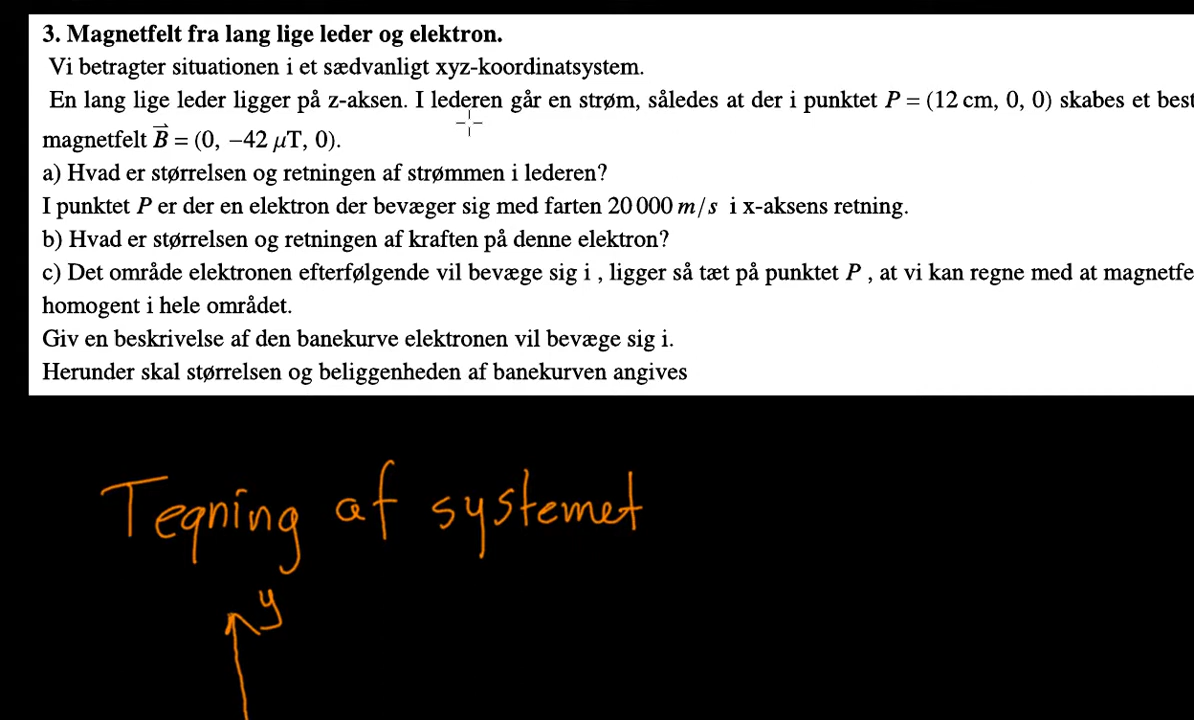 3. Magnetfelt fra lang lige leder og elektron.
Vi betragter situationen i et sædvanligt xyz-koordinatsystem.
En lang lige leder ligger på z-aksen. I lederen går en strøm, således at der i punktet P = (12 cm, 0, 0) skabes et
magnetfelt B⃗ = (0, −42 μT, 0).
a) Hvad er størrelsen og retningen af strømmen i lederen?
I punktet P er der en elektron der bevæger sig med farten 20 000 m/s i x-aksens retning.
b) Hvad er størrelsen og retningen af kraften på denne elektron?
c) Det område elektronen efterfølgende vil bevæge sig i , ligger så tæt på punktet P , at vi kan regne med at
homogent i hele området.
Giv en beskrivelse af den banekurve elektronen vil bevæge sig i.
Herunder skal størrelsen og beliggenheden af banekurven angives
Tegning af systemet
y